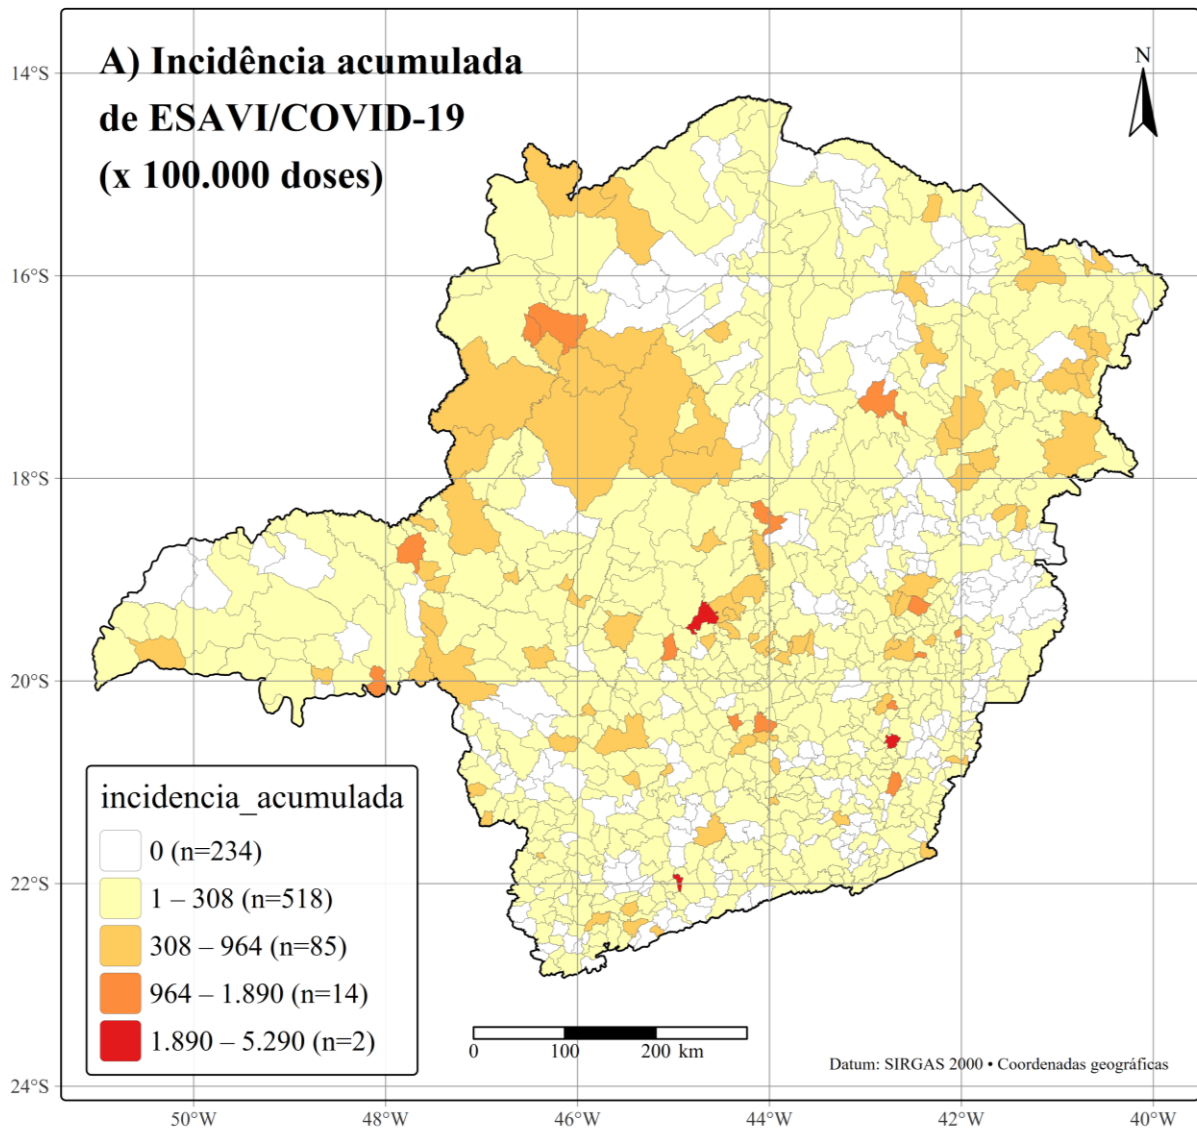 A) Incidência acumulada
de ESAVI/COVID-19
(x 100.000 doses)
N
14°S
16°S
18°S
20°S
22°S
24°S
incidencia_acumulada
0 (n=234)
1 – 308 (n=518)
308 – 964 (n=85)
964 – 1.890 (n=14)
1.890 – 5.290 (n=2)
0 100 200 km
Datum: SIRGAS 2000 • Coordenadas geográficas
50°W 48°W 46°W 44°W 42°W 40°W